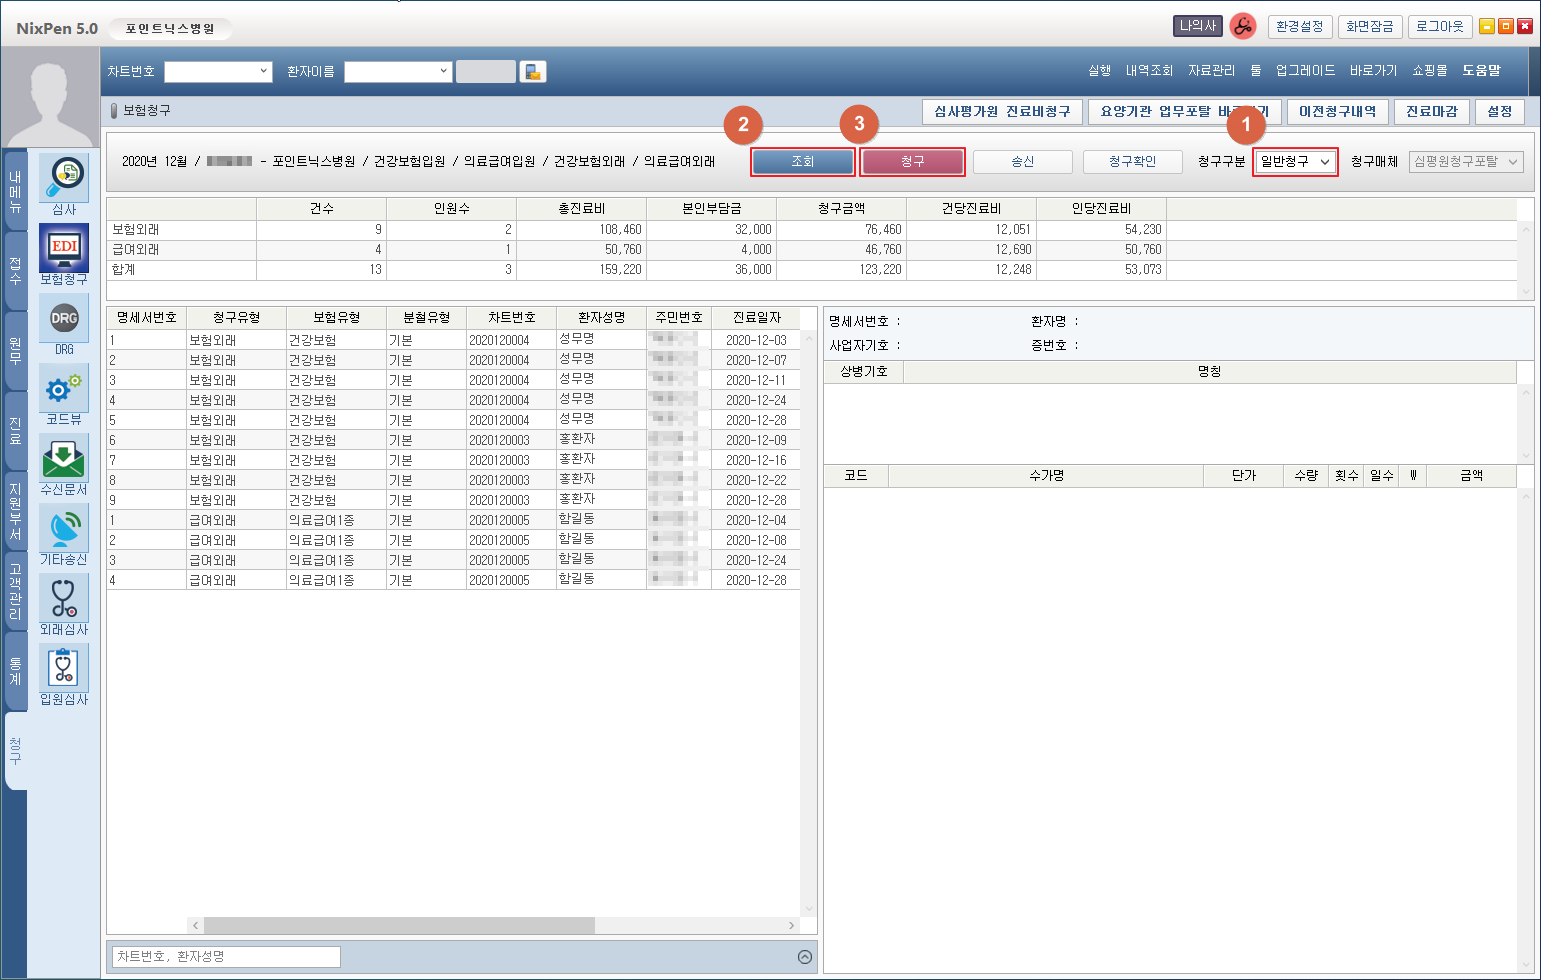 NixPen 5.0 포인트닉스병원 나의사 환경설정 화면잠금 로그아웃
차트번호 환자이름 실행 내역조회 자료관리 툴 업그레이드 바로가기 쇼핑몰 도움말
보험청구 심사평가원 진료비청구 요양기관 업무포탈 이전청구내역 진료마감 설정
2 3 1
2020년 12월 / - 포인트닉스병원 / 건강보험입원 / 의료급여입원 / 건강보험외래 / 의료급여외래 조회 청구 송신 청구확인 청구구분 일반청구 청구매체 심평원청구포탈
내메뉴
접수
원무
진료
지원부서
고객관리
통계
청구
심사
EDI
보험청구
DRG
DRG
코드뷰
수신문서
기타송신
외래심사
입원심사
건수 인원수 총진료비 본인부담금 청구금액 건당진료비 인당진료비
보험외래 9 2 108,460 32,000 76,460 12,051 54,230
급여외래 4 1 50,760 4,000 46,760 12,690 50,760
합계 13 3 159,220 36,000 123,220 12,248 53,073
명세서번호 청구유형 보험유형 분할유형 차트번호 환자성명 주민번호 진료일자
1 보험외래 건강보험 기본 2020120004 성무명 2020-12-03
2 보험외래 건강보험 기본 2020120004 성무명 2020-12-07
3 보험외래 건강보험 기본 2020120004 성무명 2020-12-11
4 보험외래 건강보험 기본 2020120004 성무명 2020-12-24
5 보험외래 건강보험 기본 2020120004 성무명 2020-12-28
6 보험외래 건강보험 기본 2020120003 홍환자 2020-12-09
7 보험외래 건강보험 기본 2020120003 홍환자 2020-12-16
8 보험외래 건강보험 기본 2020120003 홍환자 2020-12-22
9 보험외래 건강보험 기본 2020120003 홍환자 2020-12-28
1 급여외래 의료급여1종 기본 2020120005 함길동 2020-12-04
2 급여외래 의료급여1종 기본 2020120005 함길동 2020-12-08
3 급여외래 의료급여1종 기본 2020120005 함길동 2020-12-24
4 급여외래 의료급여1종 기본 2020120005 함길동 2020-12-28
차트번호, 환자성명
명세서번호 : 환자명 :
사업자기호 : 증번호 :
상병기호 명칭
코드 수가명 단가 수량 횟수 일수 W 금액